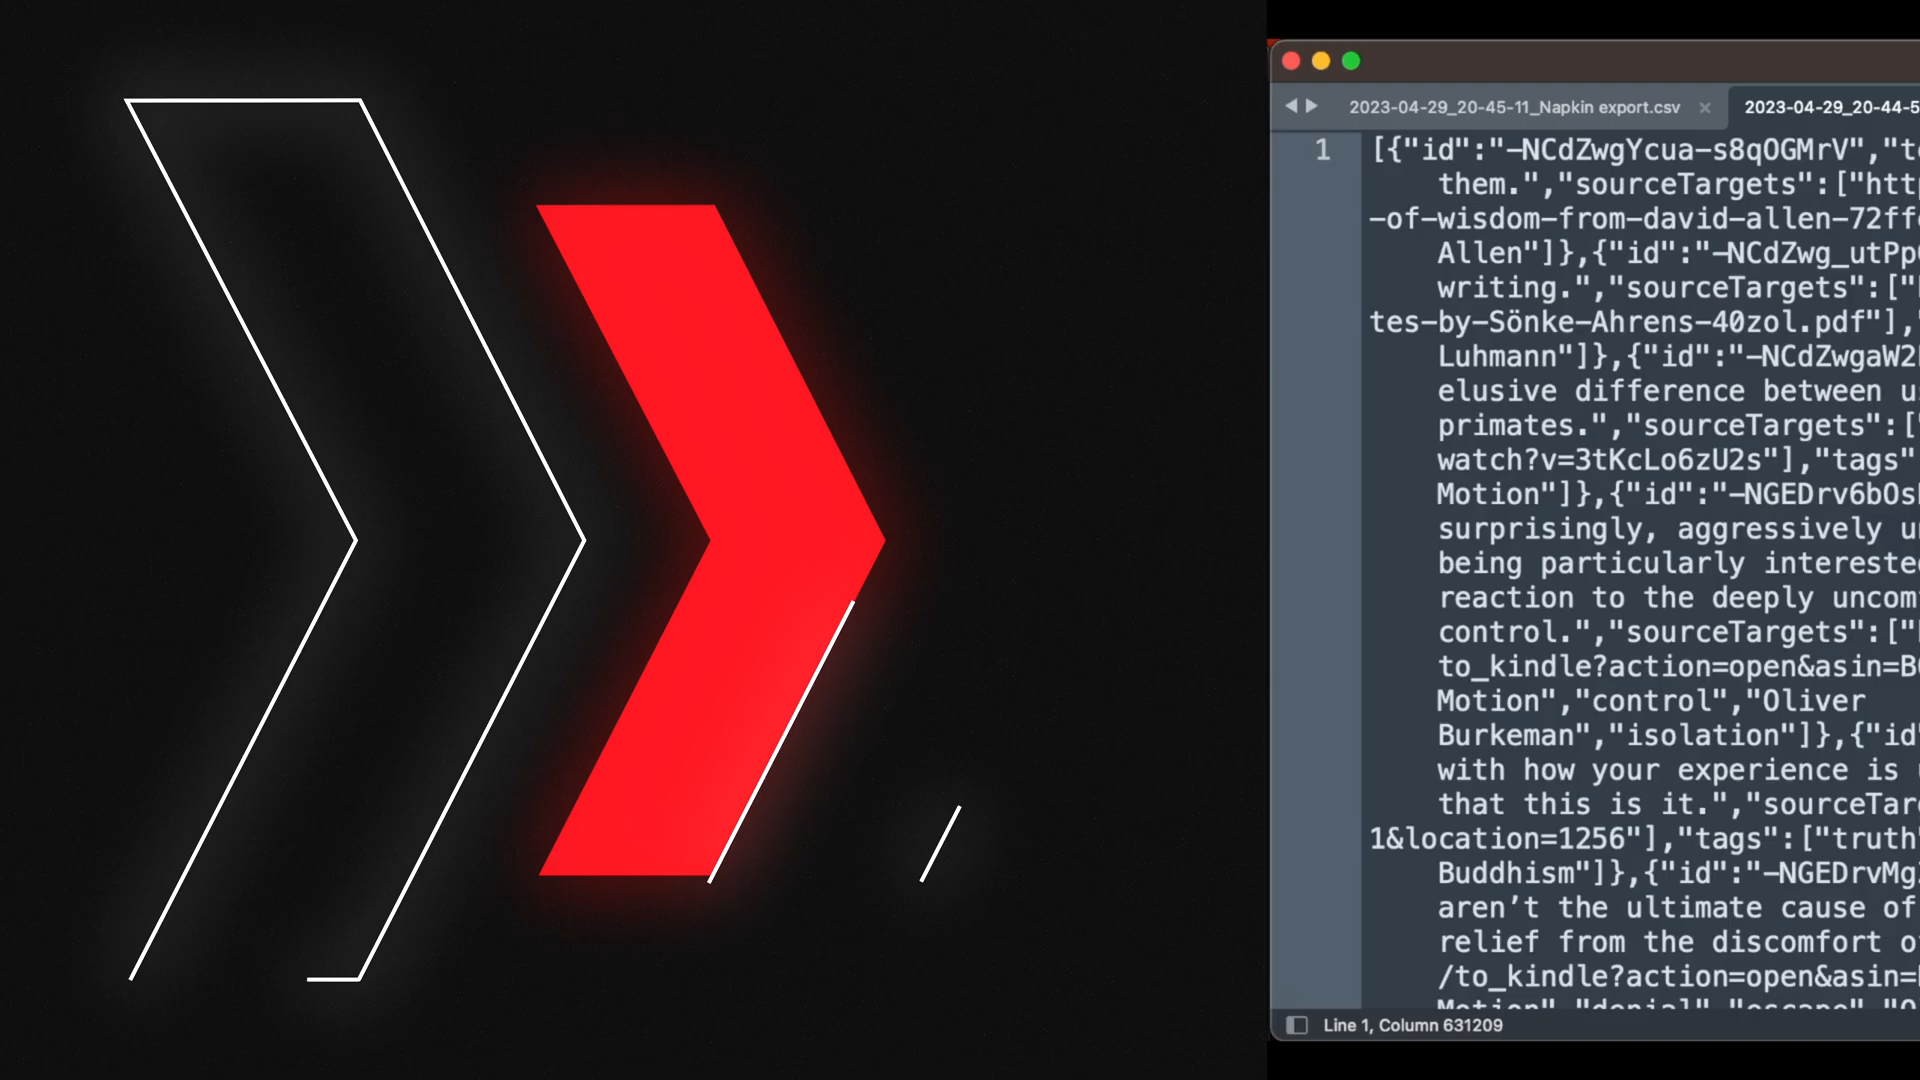 2023-04-29_20-45-11_Napkin export.csv
2023-04-29_20-44-5
1
[{"id":"-NCdZwgYcua-s8qOGMrV","t
them.","sourceTargets":["htt
-of-wisdom-from-david-allen-72ff
Allen"]},{"id":"-NCdZwg_utPp
writing.","sourceTargets":["
tes-by-Sönke-Ahrens-40zol.pdf"],
Luhmann"]},{"id":"-NCdZwgaW2
elusive difference between u
primates.","sourceTargets":[
watch?v=3tKcLo6zU2s"],"tags"
Motion"]},{"id":"-NGEDrv6bOs
surprisingly, aggressively u
being particularly intereste
reaction to the deeply uncom
control.","sourceTargets":["
to_kindle?action=open&asin=B
Motion","control","Oliver
Burkeman","isolation"]},{"id
with how your experience is
that this is it.","sourceTar
1&location=1256"],"tags":["truth
Buddhism"]},{"id":"-NGEDrvMg
aren’t the ultimate cause of
relief from the discomfort o
/to_kindle?action=open&asin=
Motion","denial","escape","O
Line 1, Column 631209